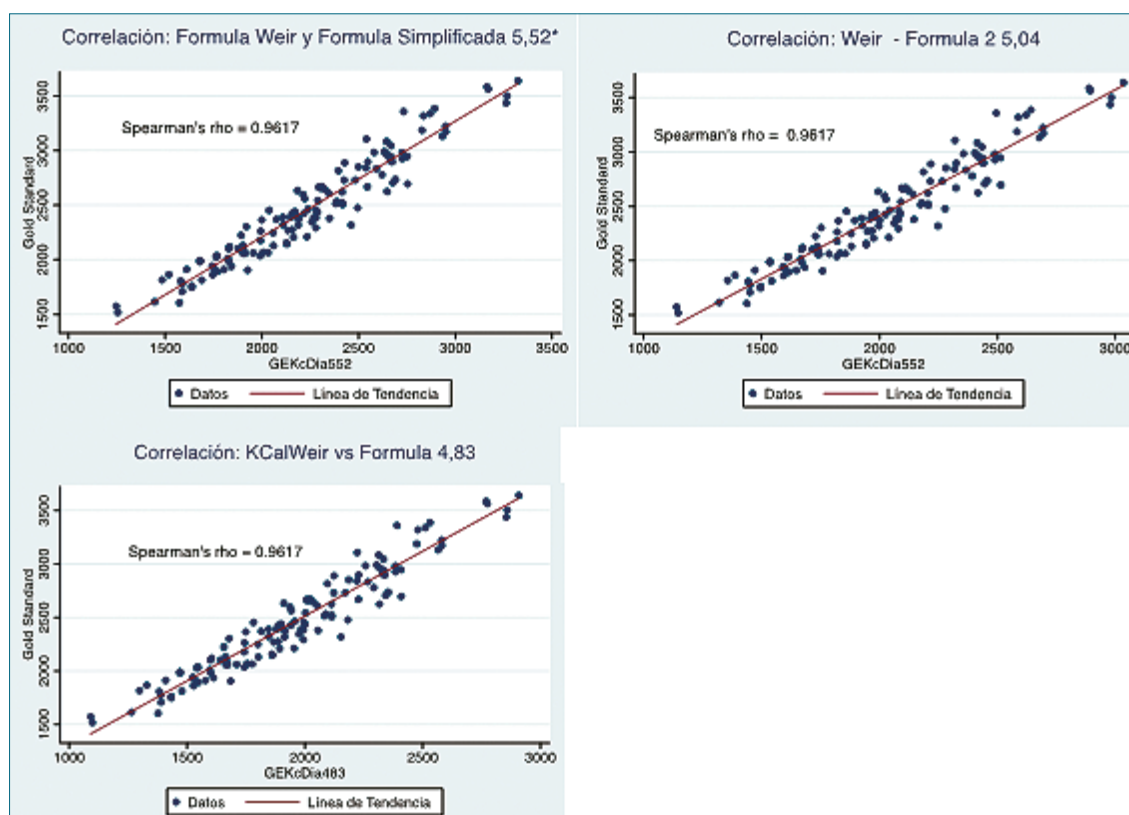 Correlación: Formula Weir y Formula Simplificada 5,52*
Spearman's rho = 0.9617
Gold Standard
3500
3000
2500
2000
1500
1000 1500 2000 2500 3000 3500
GEKcDia552
Datos Línea de Tendencia
Correlación: Weir - Formula 2 5,04
Spearman's rho = 0.9617
Gold Standard
3500
3000
2500
2000
1500
1000 1500 2000 2500 3000
GEKcDia552
Datos Línea de Tendencia
Correlación: KCalWeir vs Formula 4,83
Spearman's rho = 0.9617
Gold Standard
3500
3000
2500
2000
1500
1000 1500 2000 2500 3000
GEKcDia483
Datos Línea de Tendencia